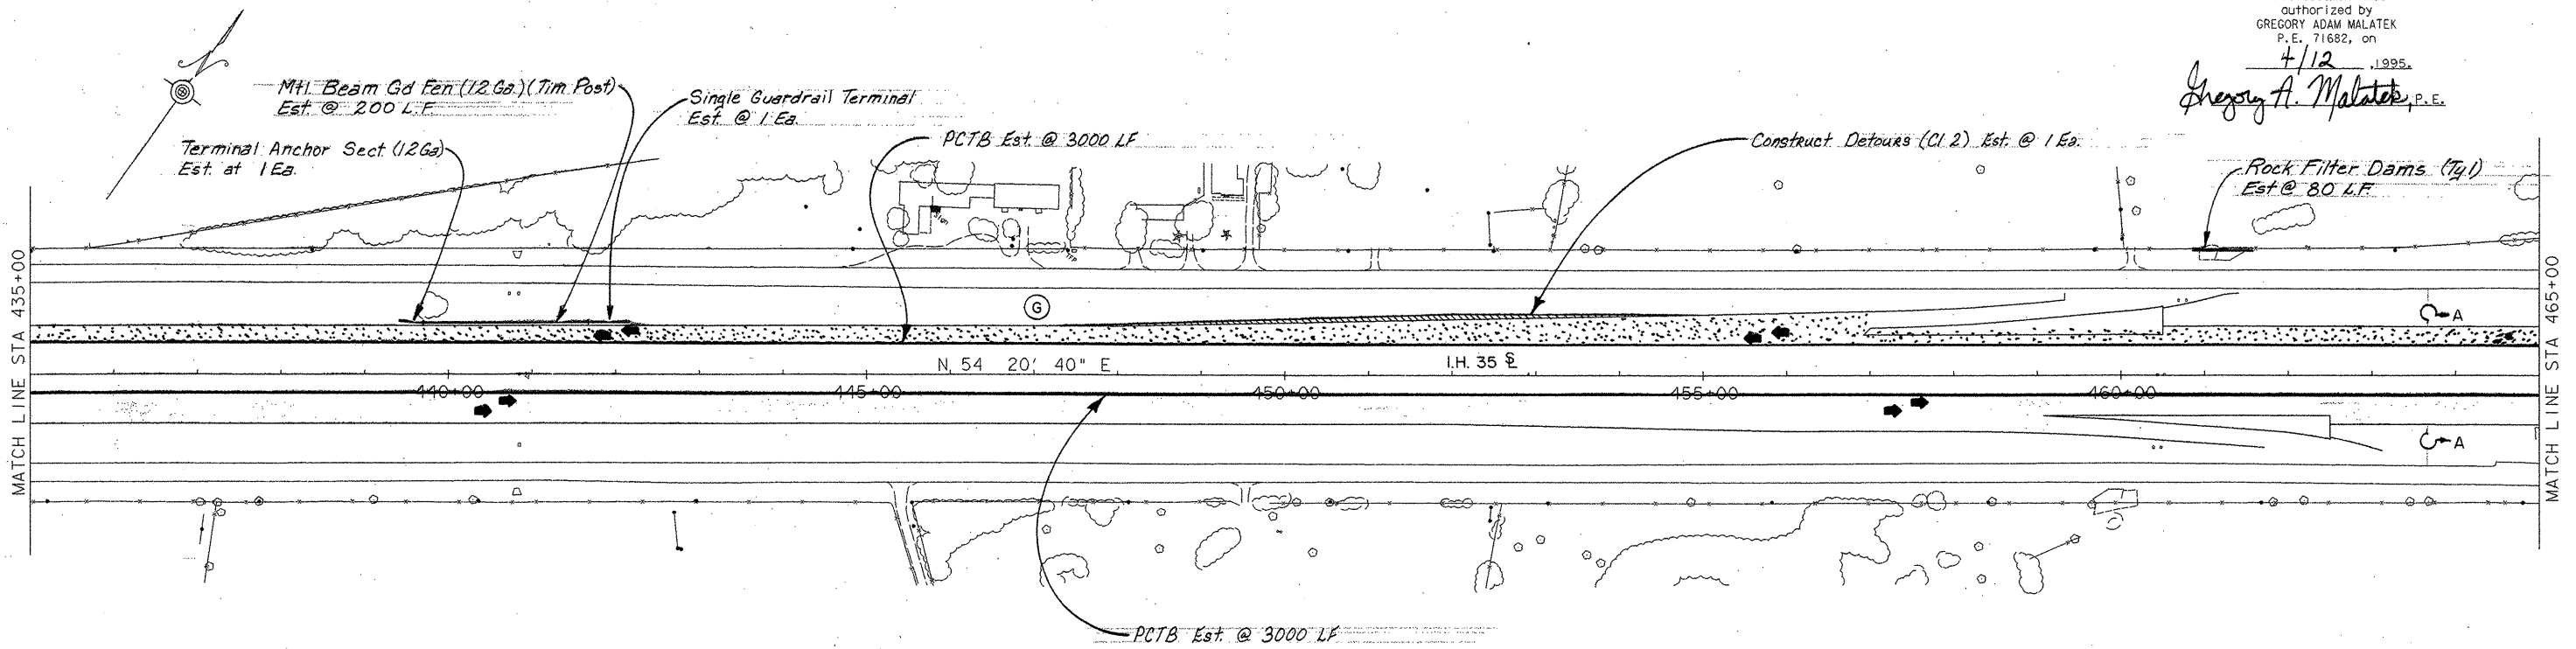 authorized by
GREGORY ADAM MALATEK
P.E. 71682, on
4/12 ,1995.
Gregory A. Malatek, P.E.
Mtl. Beam Gd Fen (12 Ga.) (Tim Post)
Est @ 200 L.F.
Single Guardrail Terminal
Est. @ 1 Ea.
Terminal Anchor Sect (12Ga)
Est. at 1 Ea.
PCTB Est @ 3000 LF
Construct Detours (Cl 2) Est. @ 1 Ea.
Rock Filter Dams (Ty 1)
Est @ 80 L.F.
MATCH LINE STA 435+00
MATCH LINE STA 465+00
G
A
N. 54 20' 40" E
I.H. 35 ℄
440+00
445+00
450+00
455+00
460+00
A
PCTB Est. @ 3000 LF